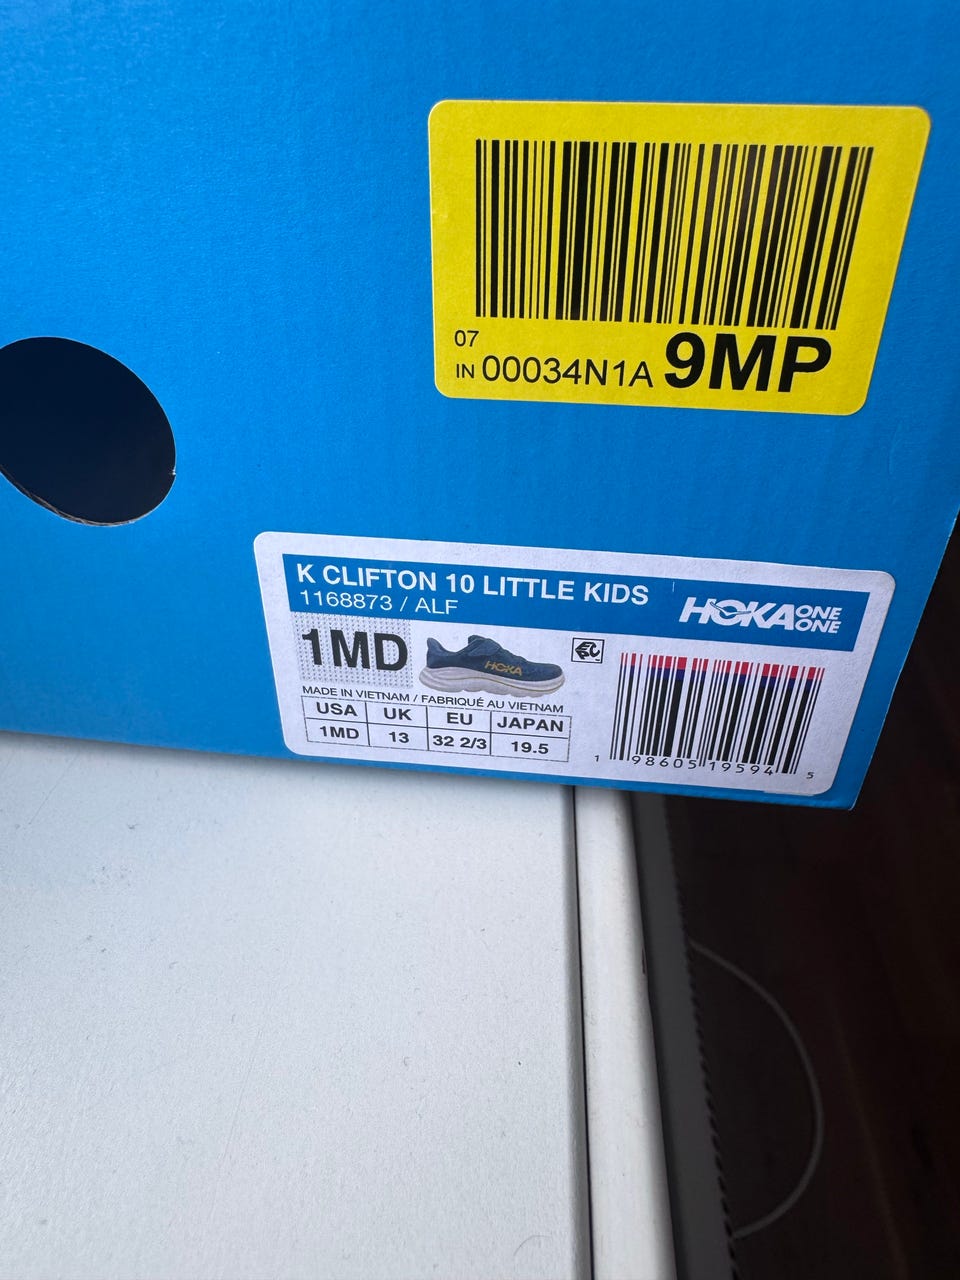 07
IN 00034N1A 9MP
K CLIFTON 10 LITTLE KIDS
1168873 / ALF
HOKA ONE ONE
1MD
HOKA
MADE IN VIETNAM / FABRIQUÉ AU VIETNAM
USA UK EU JAPAN
1MD 13 32 2/3 19.5
1 98605 19594 5